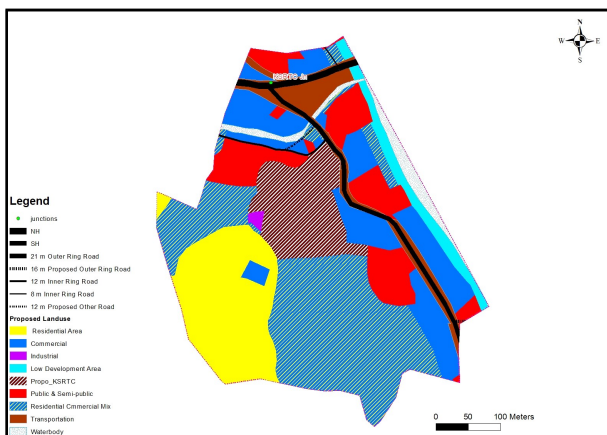 N
W E
S
KSRTC Jn
Legend
junctions
NH
SH
21 m Outer Ring Road
16 m Proposed Outer Ring Road
12 m Inner Ring Road
8 m Inner Ring Road
12 m Proposed Other Road
Proposed Landuse
Residential Area
Commercial
Industrial
Low Development Area
Propo_KSRTC
Public & Semi-public
Residential Cmmercial Mix
Transportation
Waterbody
0 50 100 Meters